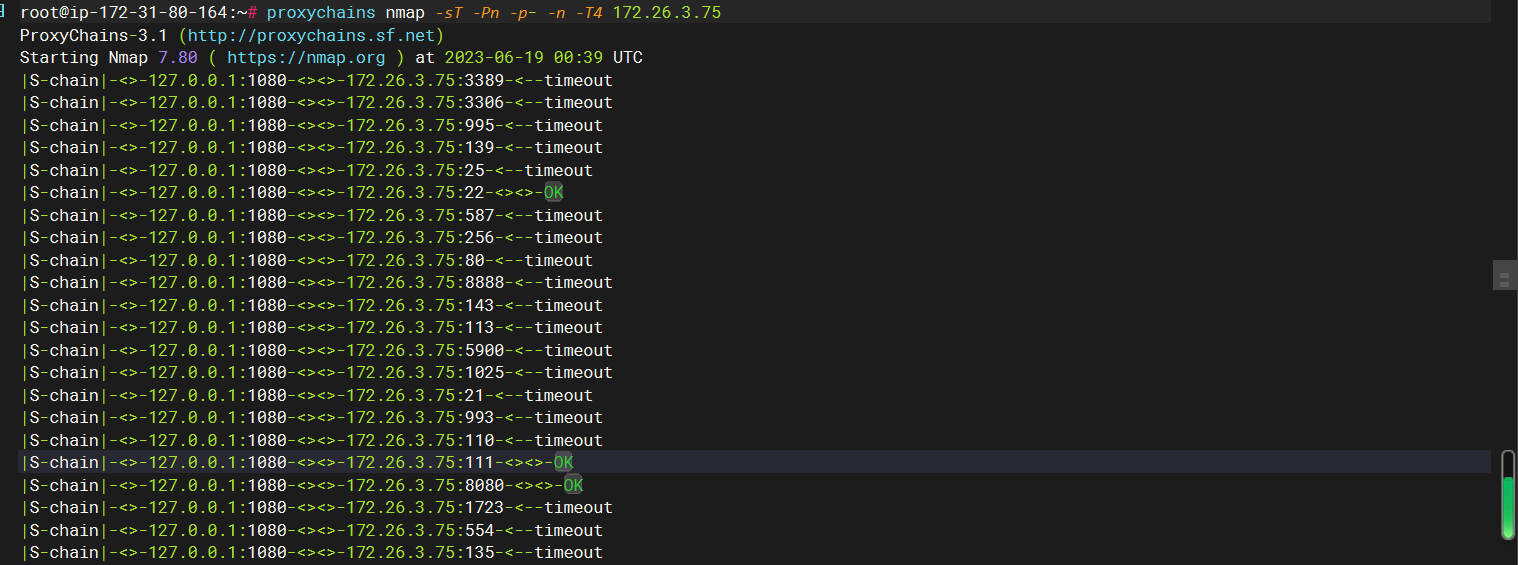 root@ip-172-31-80-164:~# proxychains nmap -sT -Pn -p- -n -T4 172.26.3.75
ProxyChains-3.1 (http://proxychains.sf.net)
Starting Nmap 7.80 ( https://nmap.org ) at 2023-06-19 00:39 UTC
|S-chain|-<>-127.0.0.1:1080-<><>-172.26.3.75:3389-<--timeout
|S-chain|-<>-127.0.0.1:1080-<><>-172.26.3.75:3306-<--timeout
|S-chain|-<>-127.0.0.1:1080-<><>-172.26.3.75:995-<--timeout
|S-chain|-<>-127.0.0.1:1080-<><>-172.26.3.75:139-<--timeout
|S-chain|-<>-127.0.0.1:1080-<><>-172.26.3.75:25-<--timeout
|S-chain|-<>-127.0.0.1:1080-<><>-172.26.3.75:22-<><>-OK
|S-chain|-<>-127.0.0.1:1080-<><>-172.26.3.75:587-<--timeout
|S-chain|-<>-127.0.0.1:1080-<><>-172.26.3.75:256-<--timeout
|S-chain|-<>-127.0.0.1:1080-<><>-172.26.3.75:80-<--timeout
|S-chain|-<>-127.0.0.1:1080-<><>-172.26.3.75:8888-<--timeout
|S-chain|-<>-127.0.0.1:1080-<><>-172.26.3.75:143-<--timeout
|S-chain|-<>-127.0.0.1:1080-<><>-172.26.3.75:113-<--timeout
|S-chain|-<>-127.0.0.1:1080-<><>-172.26.3.75:5900-<--timeout
|S-chain|-<>-127.0.0.1:1080-<><>-172.26.3.75:1025-<--timeout
|S-chain|-<>-127.0.0.1:1080-<><>-172.26.3.75:21-<--timeout
|S-chain|-<>-127.0.0.1:1080-<><>-172.26.3.75:993-<--timeout
|S-chain|-<>-127.0.0.1:1080-<><>-172.26.3.75:110-<--timeout
|S-chain|-<>-127.0.0.1:1080-<><>-172.26.3.75:111-<><>-OK
|S-chain|-<>-127.0.0.1:1080-<><>-172.26.3.75:8080-<><>-OK
|S-chain|-<>-127.0.0.1:1080-<><>-172.26.3.75:1723-<--timeout
|S-chain|-<>-127.0.0.1:1080-<><>-172.26.3.75:554-<--timeout
|S-chain|-<>-127.0.0.1:1080-<><>-172.26.3.75:135-<--timeout